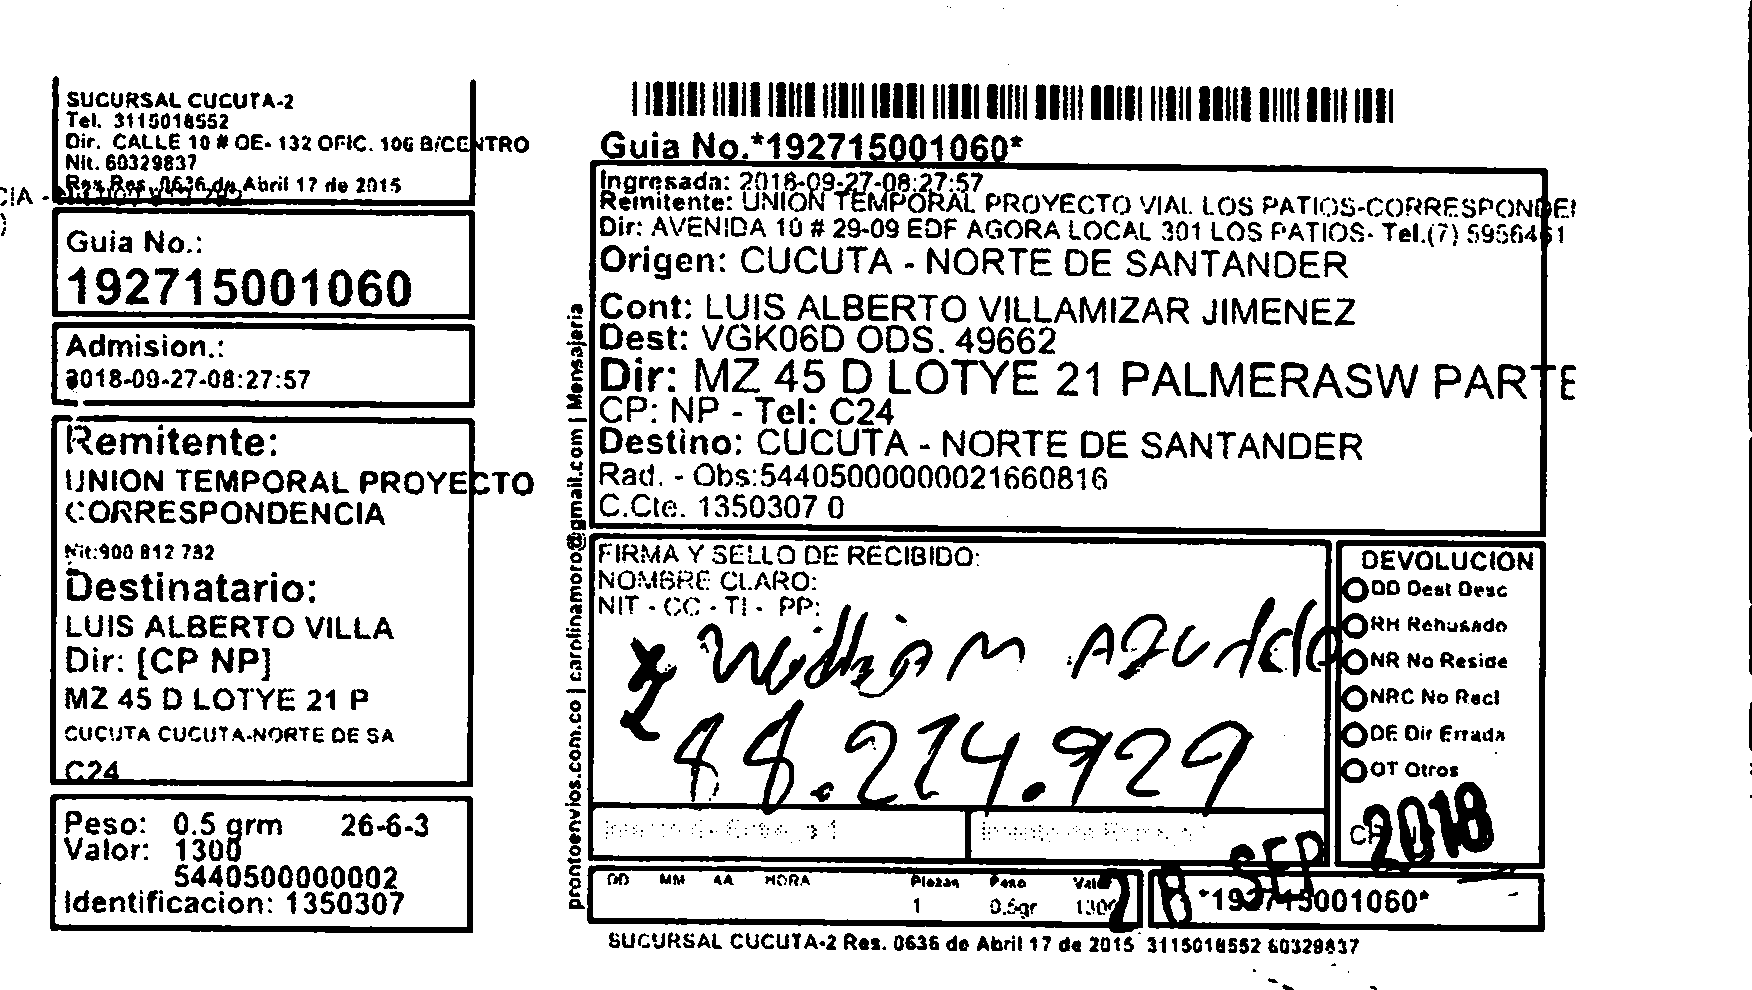 SUCURSAL CUCUTA-2
Tel. 3115018552
Dir. CALLE 10 # OE- 132 OFIC. 106 B/CENTRO
Nit. 60329837
Res Res. 0636 de Abril 17 de 2015
CIA -
Guia No.:
192715001060
Admision.:
2018-09-27-08:27:57
Remitente:
UNION TEMPORAL PROYECTO
CORRESPONDENCIA
Nit:900 812 782
Destinatario:
LUIS ALBERTO VILLA
Dir: [CP NP]
MZ 45 D LOTYE 21 P
CUCUTA CUCUTA-NORTE DE SA
C24
Peso: 0.5 grm 26-6-3
Valor: 1300
5440500000002
Identificacion: 1350307
prontoenvios.com.co | carolinamoro@gmail.com | Mensajeria
Guia No.*192715001060*
Ingresada: 2018-09-27-08:27:57
Remitente: UNION TEMPORAL PROYECTO VIAL LOS PATIOS-CORRESPONDE
Dir: AVENIDA 10 # 29-09 EDF AGORA LOCAL 301 LOS PATIOS- Tel.(7) 5956461
Origen: CUCUTA - NORTE DE SANTANDER
Cont: LUIS ALBERTO VILLAMIZAR JIMENEZ
Dest: VGK06D ODS. 49662
Dir: MZ 45 D LOTYE 21 PALMERASW PARTE
CP: NP - Tel: C24
Destino: CUCUTA - NORTE DE SANTANDER
Rad. - Obs:54405000000021660816
C.Cte. 1350307 0
FIRMA Y SELLO DE RECIBIDO:
NOMBRE CLARO:
NIT - CC - TI - PP:
William
88.214.929
DEVOLUCION
DD Dest Desc
RH Rehusado
NR No Reside
NRC No Recl
DE Dir Errada
OT Otros
28 SEP 2018
DD MM AA HORA Piezas Peso Valor
1 0.5gr 1300
*192715001060*
SUCURSAL CUCUTA-2 Res. 0636 de Abril 17 de 2015 3115018552 60329837